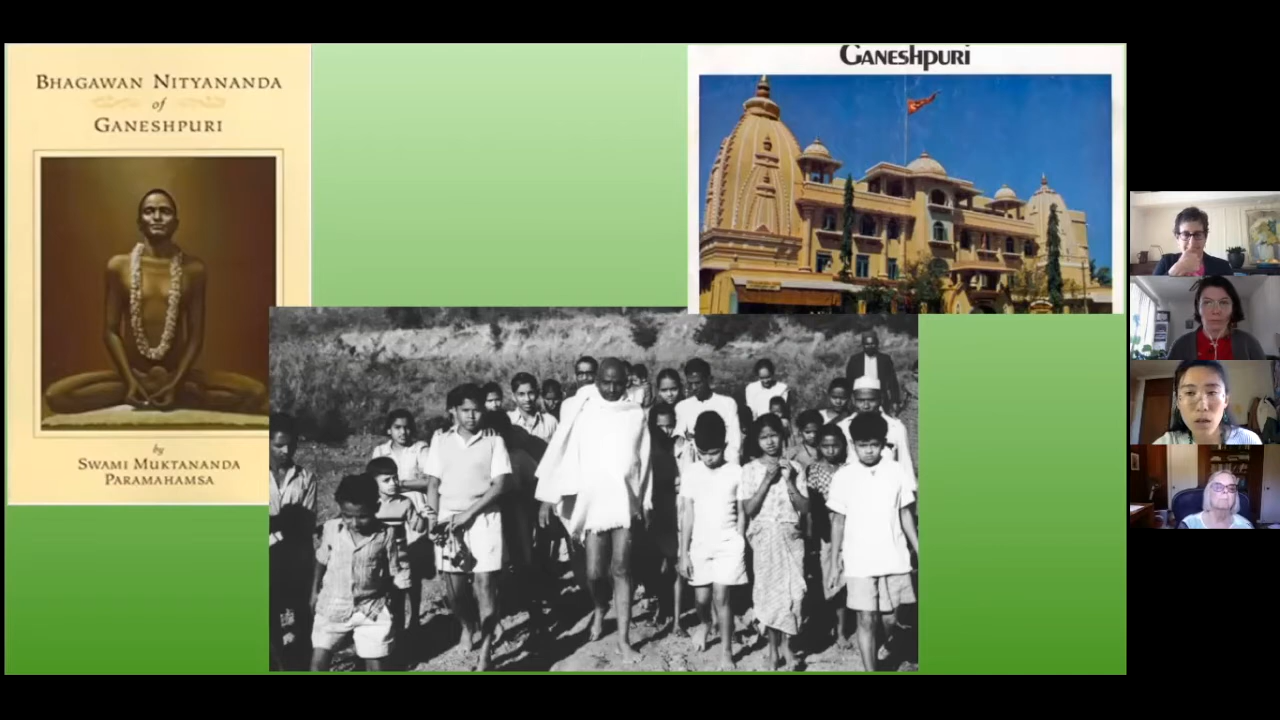 BHAGAWAN NITYANANDA
of
GANESHPURI
by
SWAMI MUKTANANDA
PARAMAHAMSA
GANESHPURI